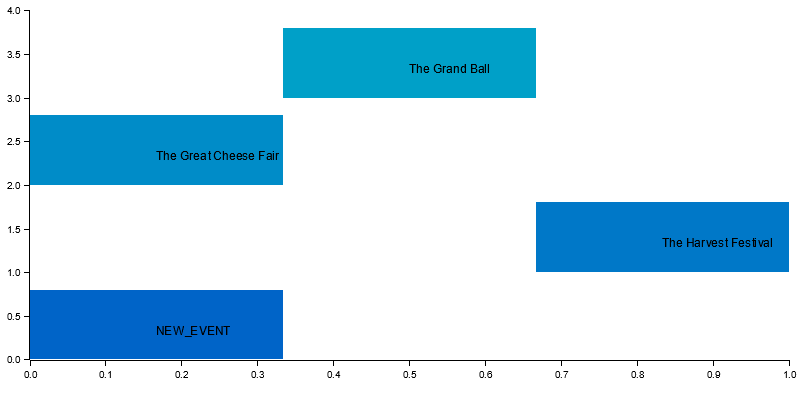 4.0
3.5
The Grand Ball
3.0
2.5
The Great Cheese Fair
2.0
1.5
The Harvest Festival
1.0
0.5
NEW_EVENT
0.0
0.0 0.1 0.2 0.3 0.4 0.5 0.6 0.7 0.8 0.9 1.0